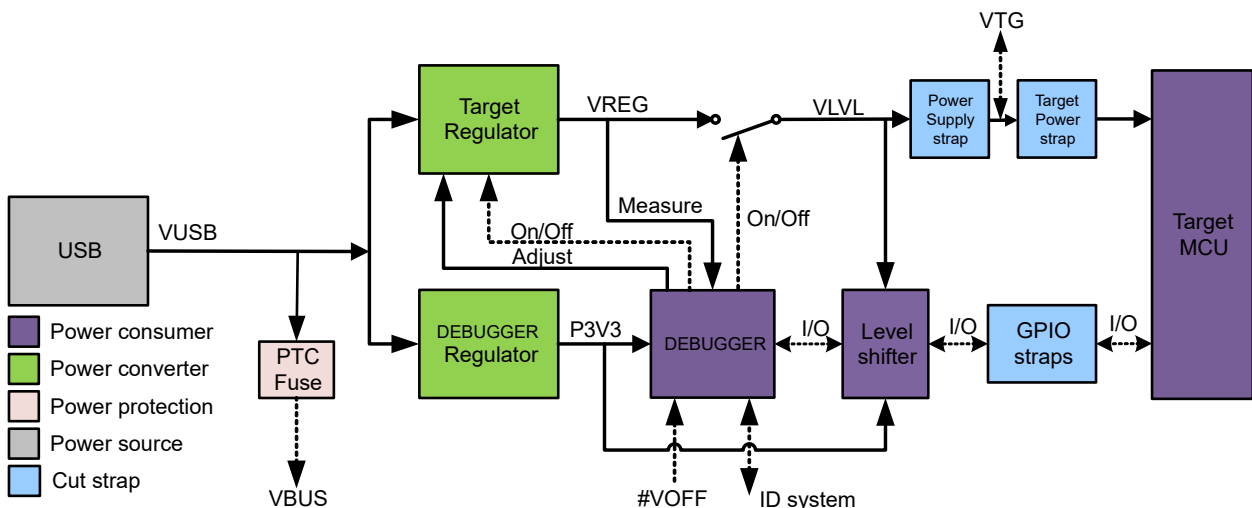 VTG
Target
Regulator
VREG
VLVL
Power
Supply
strap
Target
Power
strap
USB
VUSB
Measure
On/Off
On/Off
Adjust
Target
MCU
Power consumer
Power converter
Power protection
Power source
Cut strap
PTC
Fuse
VBUS
DEBUGGER
Regulator
P3V3
DEBUGGER
I/O
Level
shifter
I/O
GPIO
straps
I/O
#VOFF
ID system